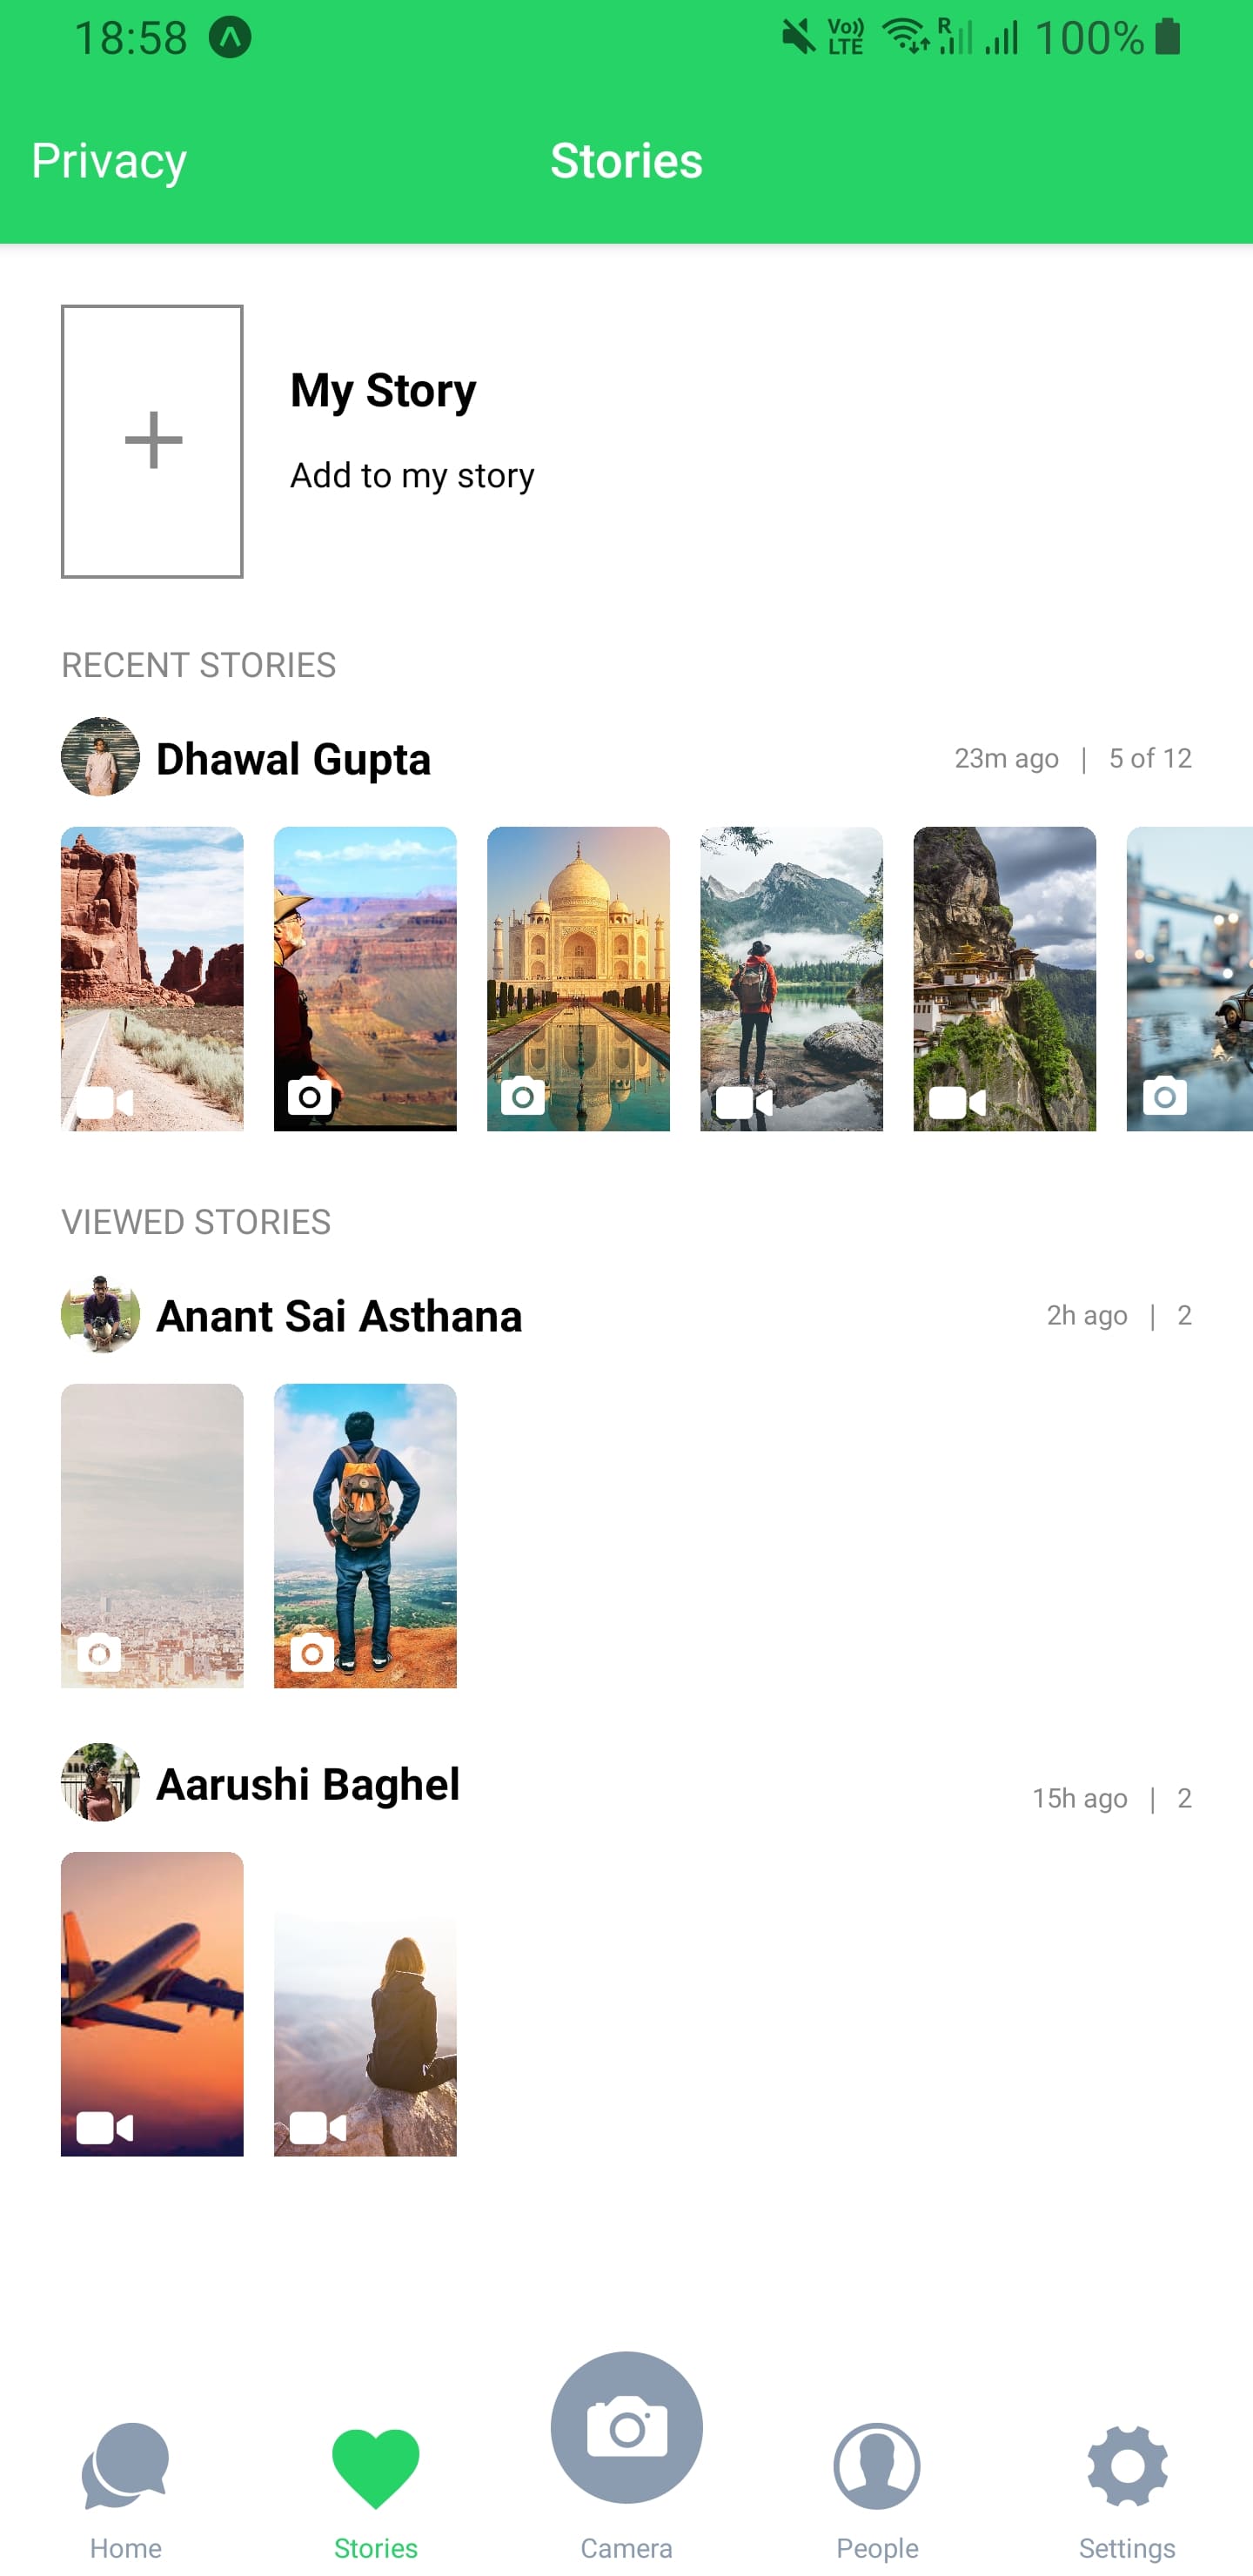 18:58 Vo)) LTE R 100%
Privacy Stories
My Story
Add to my story
RECENT STORIES
Dhawal Gupta 23m ago | 5 of 12
VIEWED STORIES
Anant Sai Asthana 2h ago | 2
Aarushi Baghel 15h ago | 2
Home Stories Camera People Settings